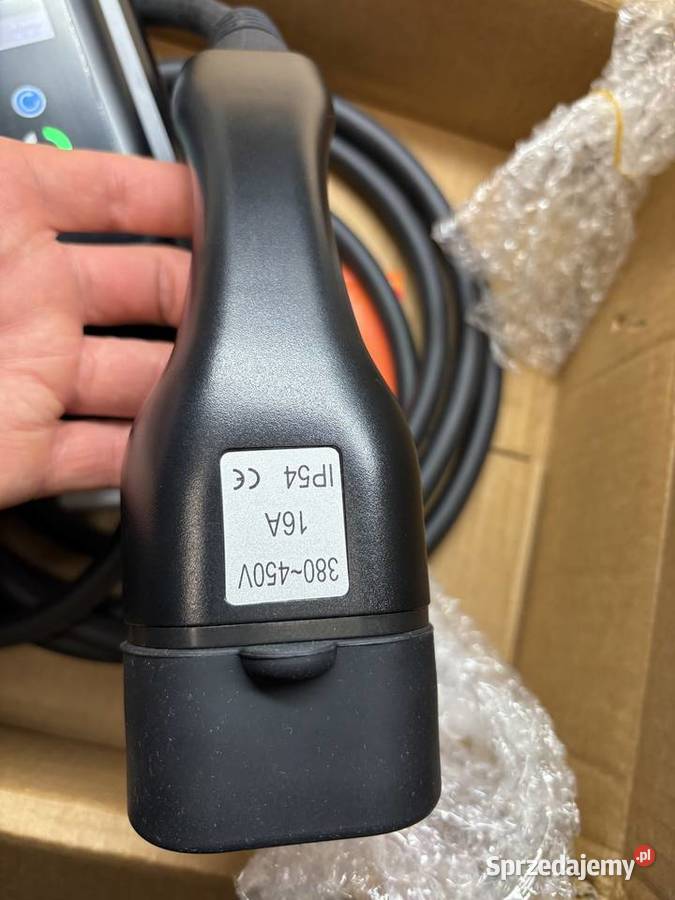 380~450V
16A
IP54 CE
Sprzedajemy.pl